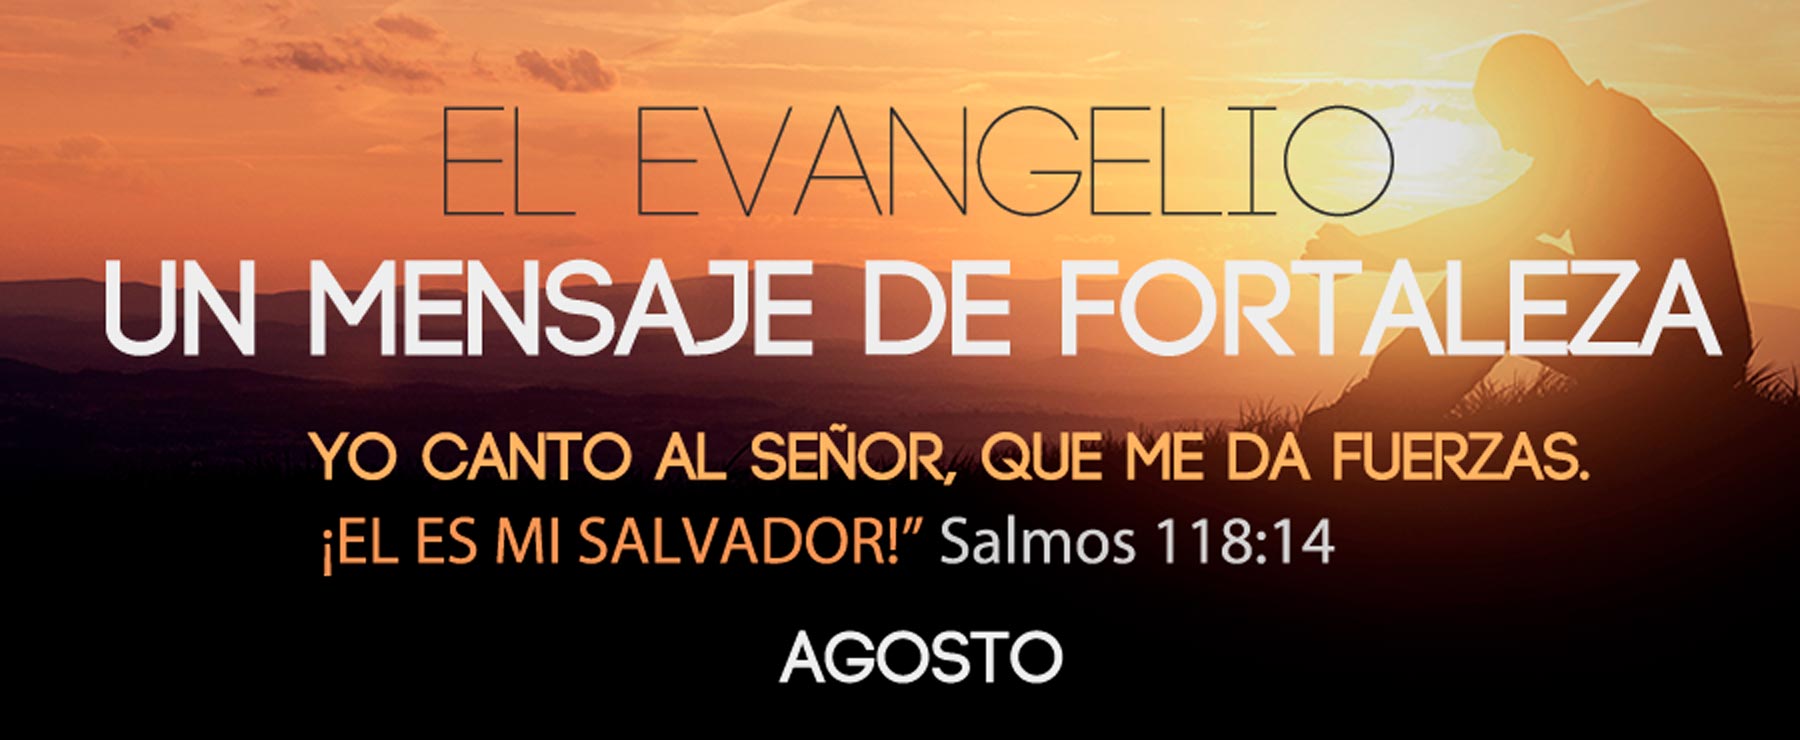 EL EVANGELIO
UN MENSAJE DE FORTALEZA
YO CANTO AL SEÑOR, QUE ME DA FUERZAS.
¡EL ES MI SALVADOR!” Salmos 118:14
AGOSTO